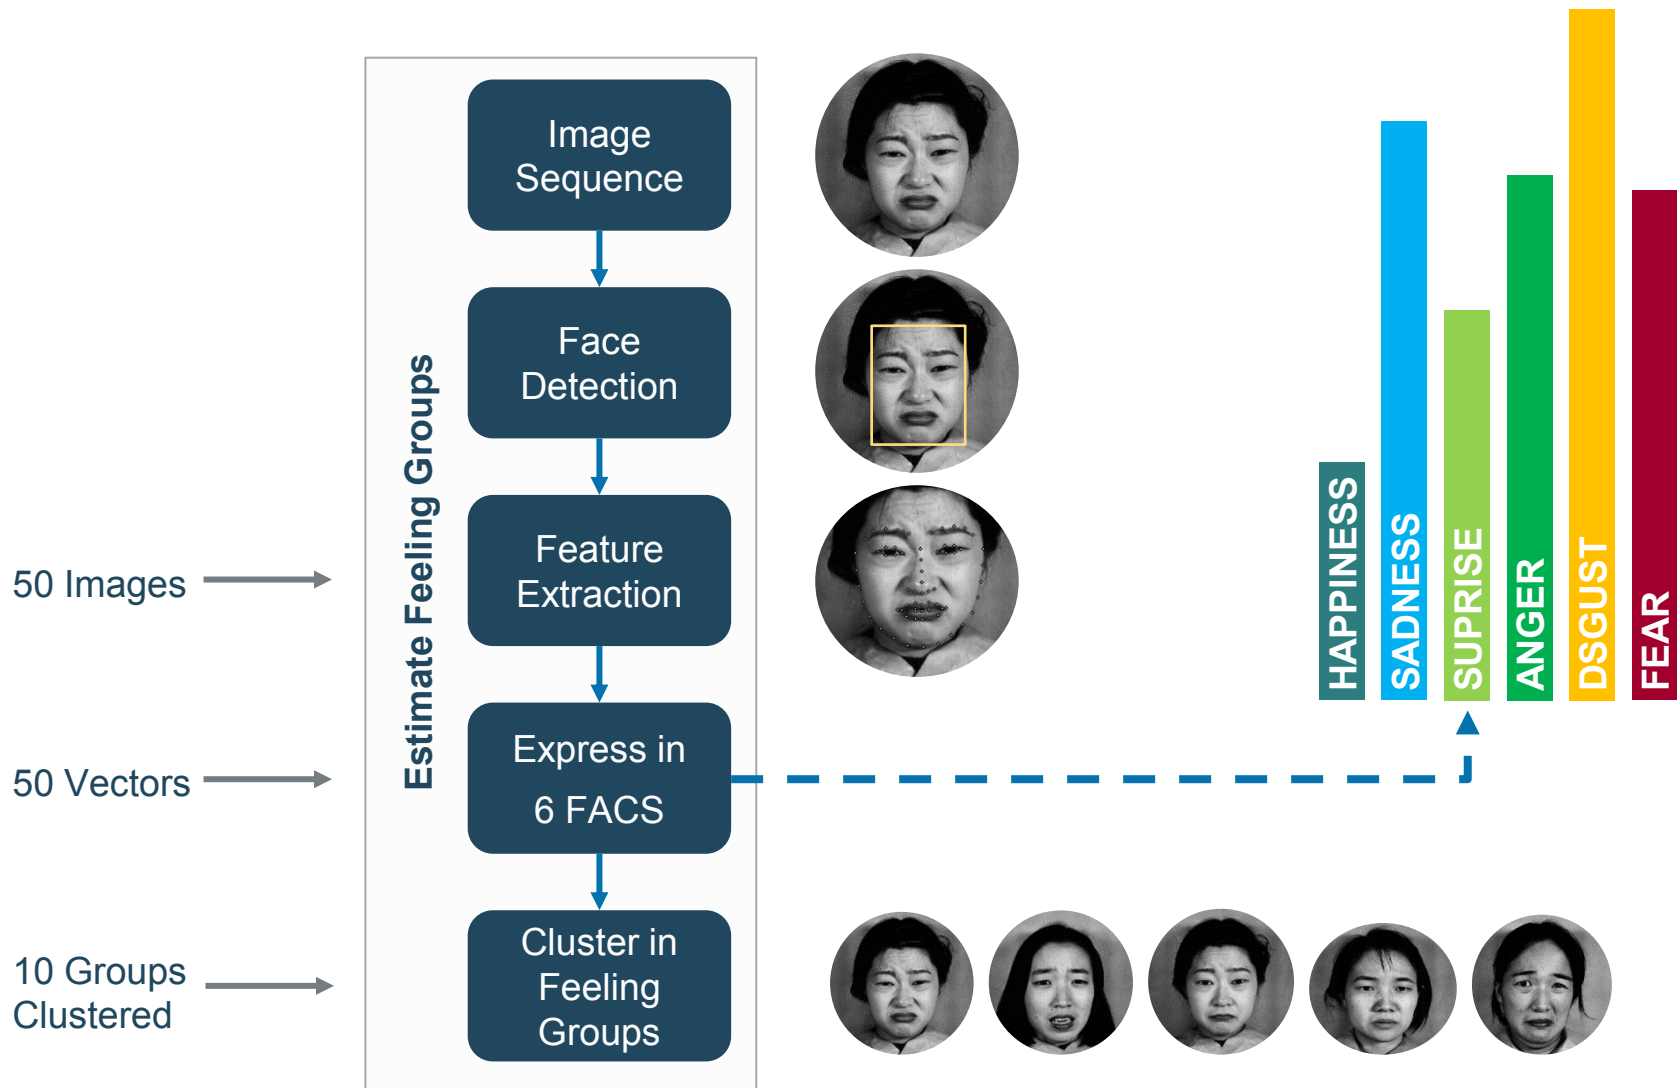 Image
Sequence
Face
Detection
Feature
Extraction
Express in
6 FACS
Cluster in
Feeling
Groups
Estimate Feeling Groups
50 Images
50 Vectors
10 Groups
Clustered
HAPPINESS
SADNESS
SUPRISE
ANGER
DSGUST
FEAR